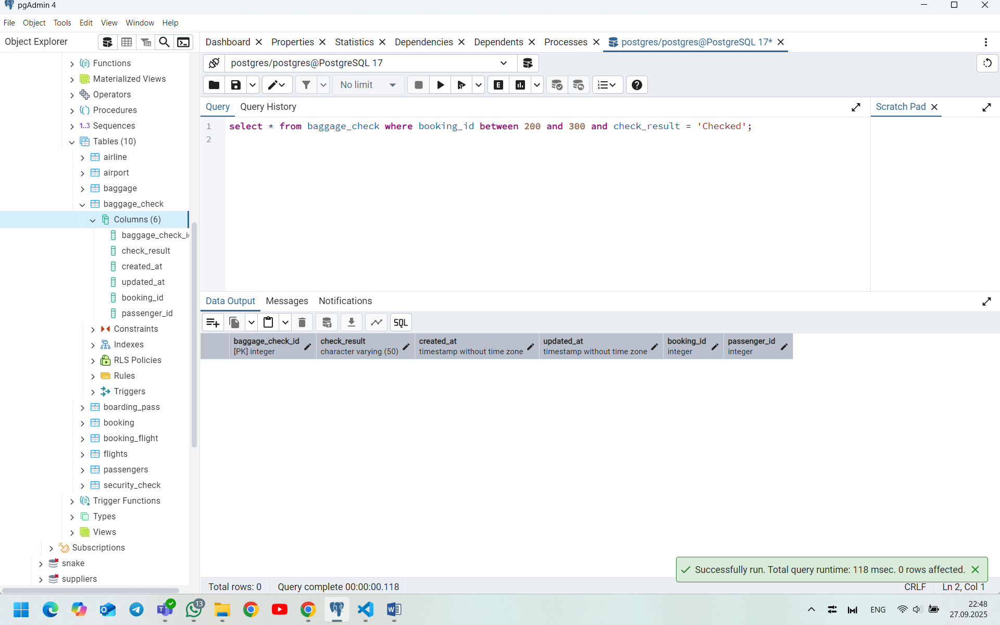 pgAdmin 4
File Object Tools Edit View Window Help
Object Explorer
Dashboard Properties Statistics Dependencies Dependents Processes postgres/postgres@PostgreSQL 17*
postgres/postgres@PostgreSQL 17
No limit
E
Query Query History
Scratch Pad
1 select * from baggage_check where booking_id between 200 and 300 and check_result = 'Checked';
2
Functions
Materialized Views
Operators
Procedures
1..3 Sequences
Tables (10)
airline
airport
baggage
baggage_check
Columns (6)
baggage_check_i
check_result
created_at
updated_at
booking_id
passenger_id
Constraints
Indexes
RLS Policies
Rules
Triggers
boarding_pass
booking
booking_flight
flights
passengers
security_check
Trigger Functions
Types
Views
Subscriptions
snake
suppliers
Data Output Messages Notifications
SQL
baggage_check_id check_result created_at updated_at booking_id passenger_id
[PK] integer character varying (50) timestamp without time zone timestamp without time zone integer integer
Successfully run. Total query runtime: 118 msec. 0 rows affected.
Total rows: 0 Query complete 00:00:00.118 CRLF Ln 2, Col 1
13
ENG
22:48
27.09.2025